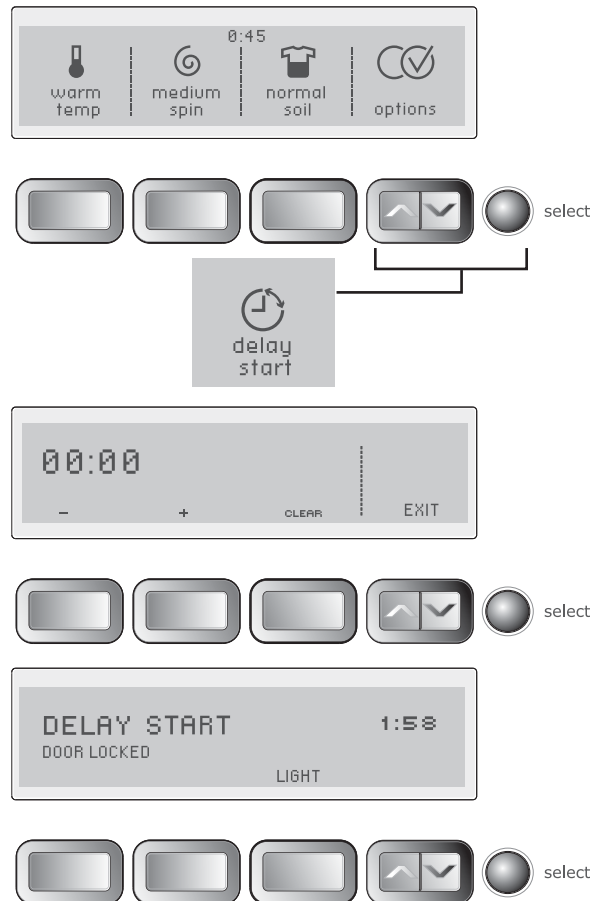 0:45
warm temp medium spin normal soil options
select
delay
start
00:00
- + CLEAR EXIT
select
DELAY START 1:58
DOOR LOCKED
LIGHT
select